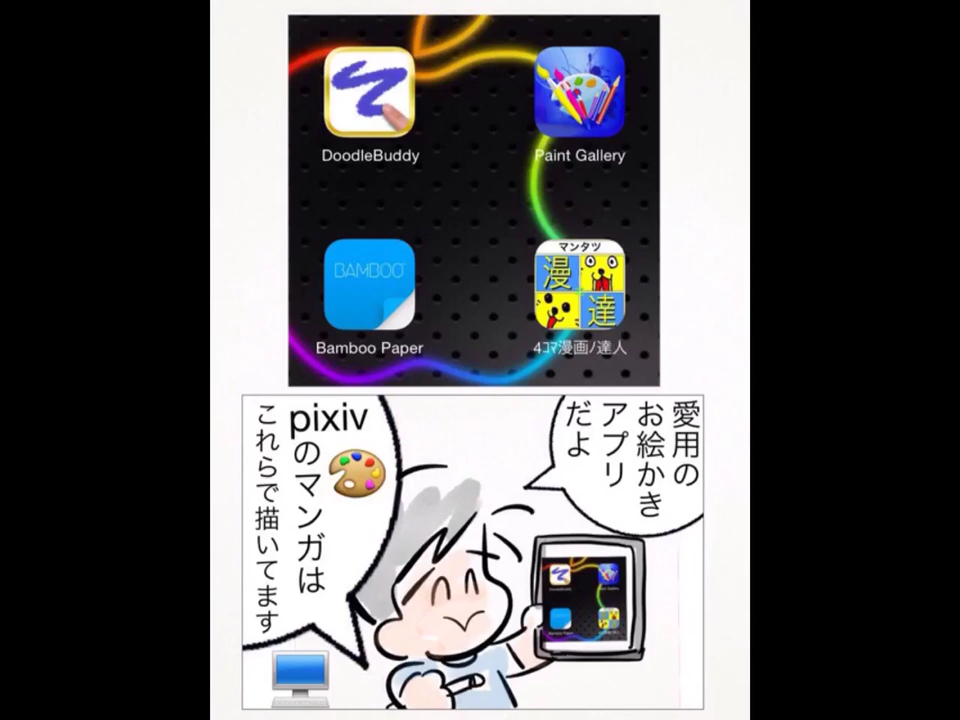 DoodleBuddy
Paint Gallery
BAMBOO
Bamboo Paper
マンタツ
漫
達
4コマ漫画ノ達人
愛用の
お絵かき
アプリ
だよ
pixiv
のマンガは
これらで描いてます